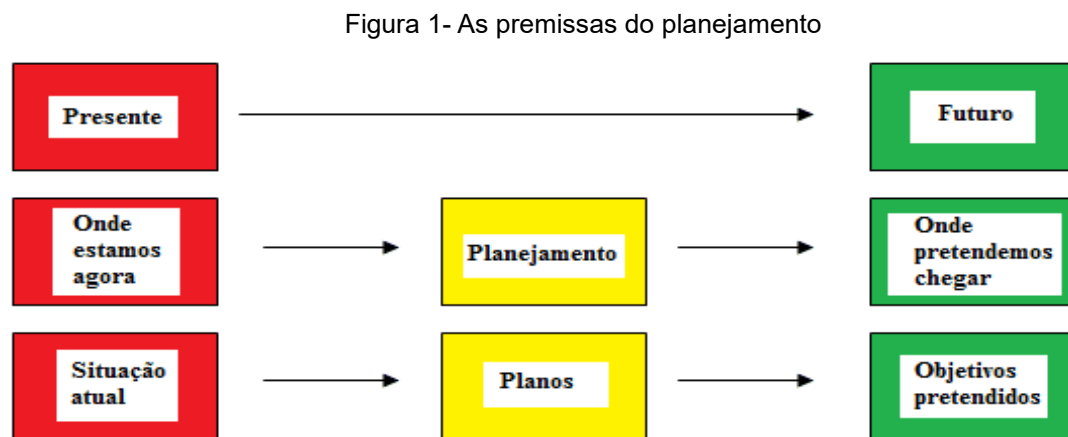 Figura 1- As premissas do planejamento
Presente
Futuro
Onde
estamos
agora
Planejamento
Onde
pretendemos
chegar
Situação
atual
Planos
Objetivos
pretendidos